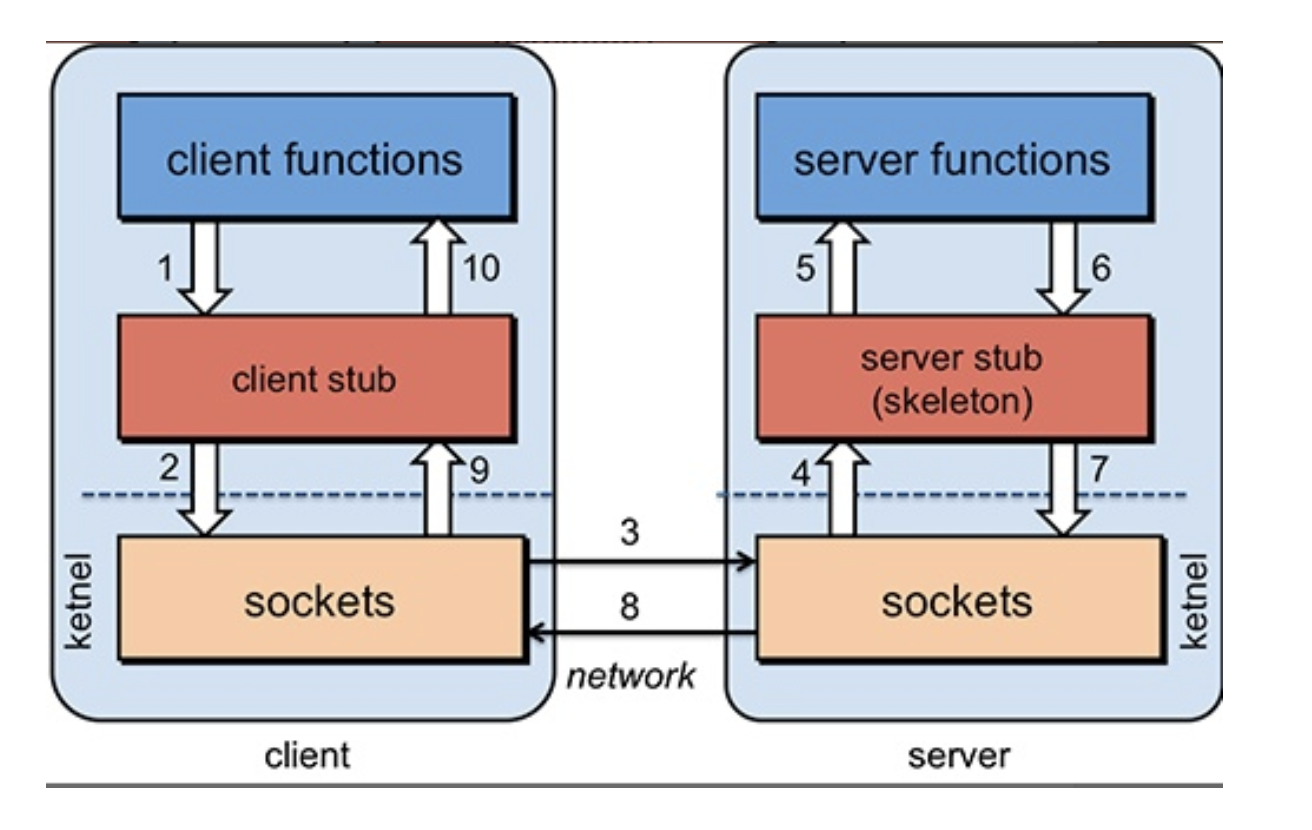 client functions
server functions
1
10
5
6
client stub
server stub
(skeleton)
2
9
4
7
3
ketnel
sockets
8
sockets
ketnel
network
client
server